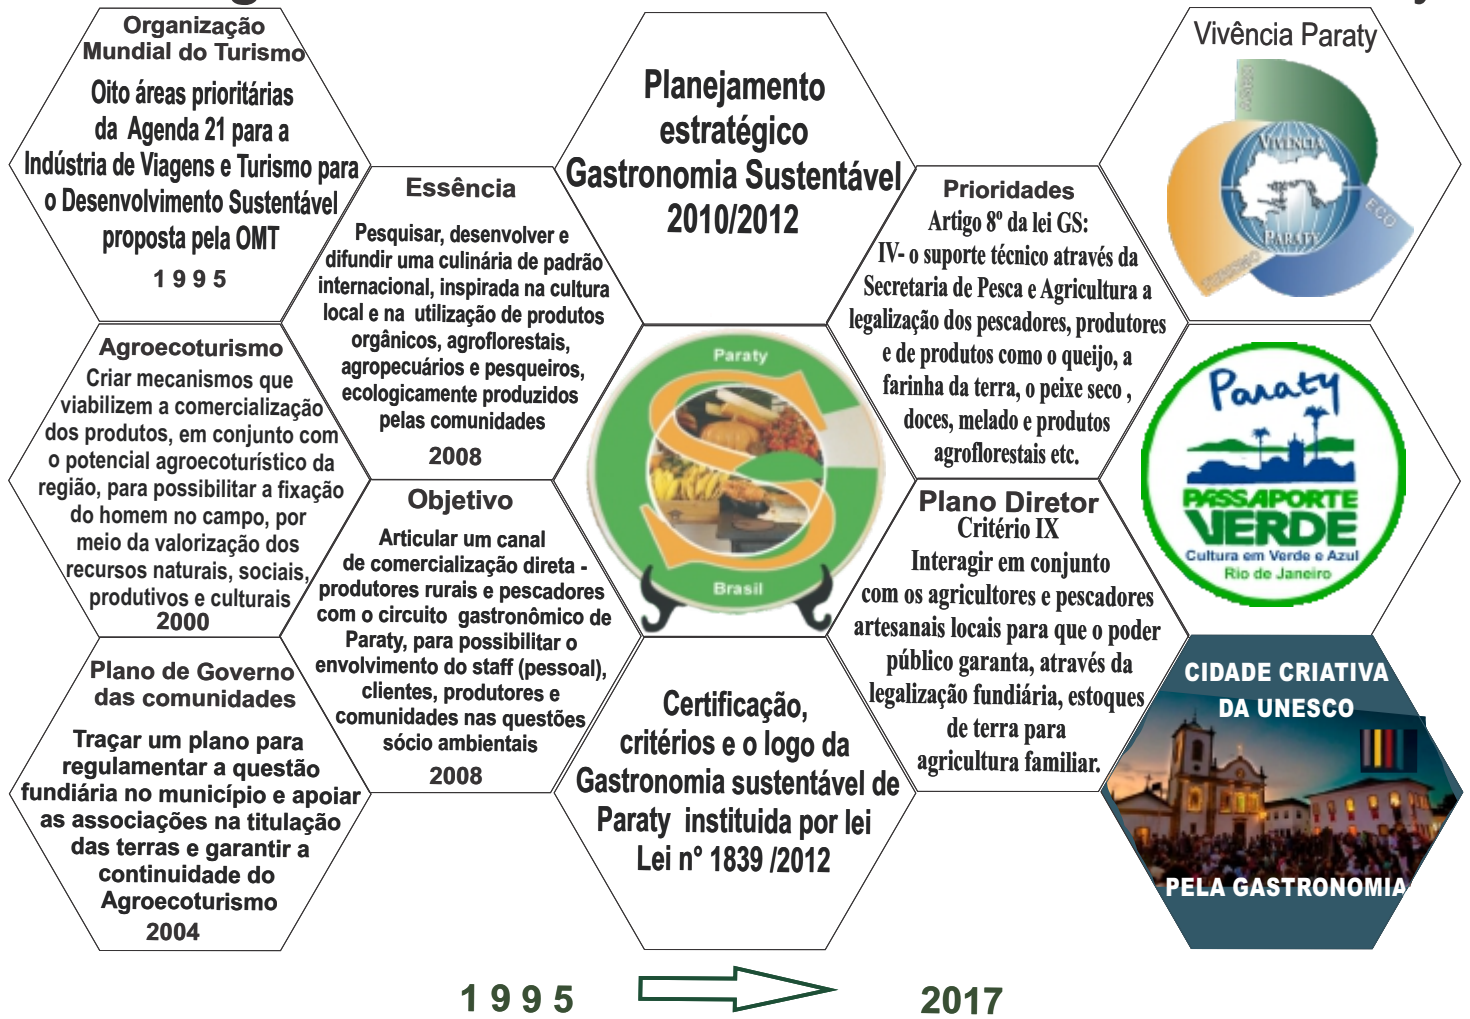 Organização
Mundial do Turismo
Oito áreas prioritárias
da Agenda 21 para a
Indústria de Viagens e Turismo para
o Desenvolvimento Sustentável
proposta pela OMT
1 9 9 5
Agroecoturismo
Criar mecanismos que
viabilizem a comercialização
dos produtos, em conjunto com
o potencial agroecoturístico da
região, para possibilitar a fixação
do homem no campo, por
meio da valorização dos
recursos naturais, sociais,
produtivos e culturais
2000
Plano de Governo
das comunidades
Traçar um plano para
regulamentar a questão
fundiária no município e apoiar
as associações na titulação
das terras e garantir a
continuidade do
Agroecoturismo
2004
Essência
Pesquisar, desenvolver e
difundir uma culinária de padrão
internacional, inspirada na cultura
local e na utilização de produtos
orgânicos, agroflorestais,
agropecuários e pesqueiros,
ecologicamente produzidos
pelas comunidades
2008
Objetivo
Articular um canal
de comercialização direta -
produtores rurais e pescadores
com o circuito gastronômico de
Paraty, para possibilitar o
envolvimento do staff (pessoal),
clientes, produtores e
comunidades nas questões
sócio ambientais
2008
Planejamento
estratégico
Gastronomia Sustentável
2010/2012
Paraty
S
Brasil
Certificação,
critérios e o logo da
Gastronomia sustentável de
Paraty instituida por lei
Lei n° 1839 /2012
Prioridades
Artigo 8º da lei GS:
IV- o suporte técnico através da
Secretaria de Pesca e Agricultura a
legalização dos pescadores, produtores
e de produtos como o queijo, a
farinha da terra, o peixe seco ,
doces, melado e produtos
agroflorestais etc.
Plano Diretor
Critério IX
Interagir em conjunto
com os agricultores e pescadores
artesanais locais para que o poder
público garanta, através da
legalização fundiária, estoques
de terra para
agricultura familiar.
Vivência Paraty
VIVÊNCIA
PARATY
ECO
TURISMO
Paraty
PASSAPORTE
VERDE
Cultura em Verde e Azul
Rio de Janeiro
CIDADE CRIATIVA
DA UNESCO
PELA GASTRONOMIA
1 9 9 5
2017